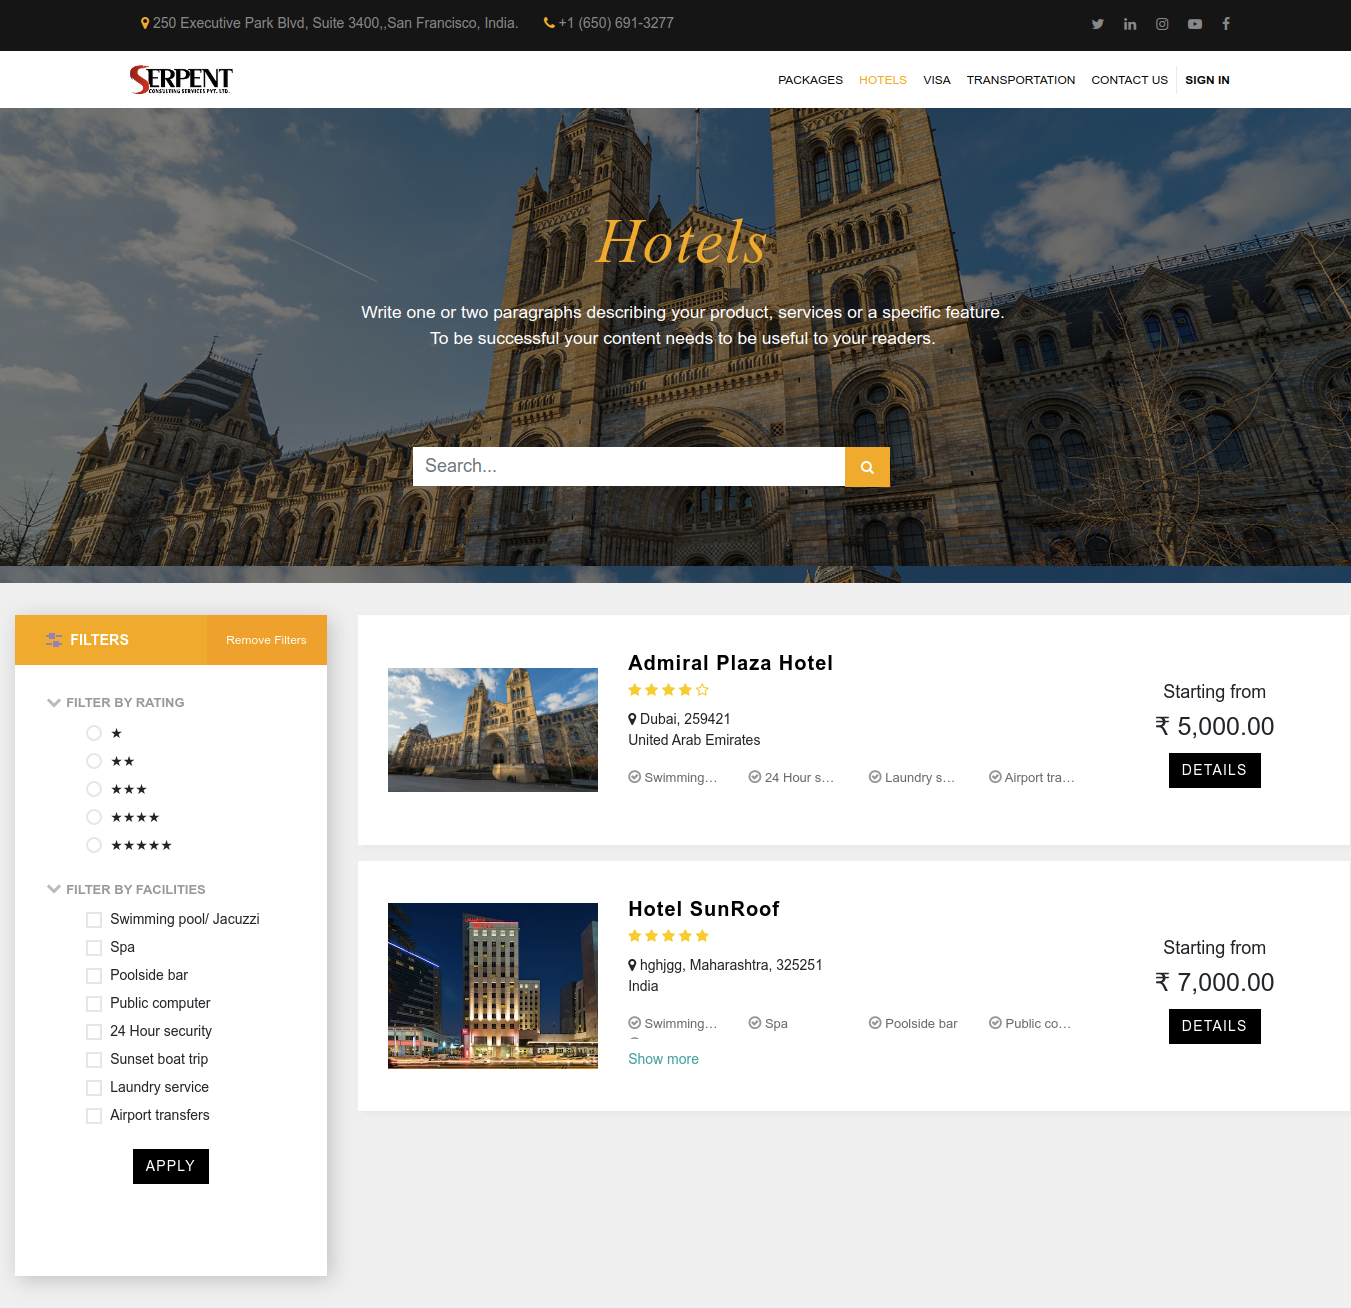 250 Executive Park Blvd, Suite 3400,,San Francisco, India. +1 (650) 691-3277
SERPENT
CONSULTING SERVICES PVT. LTD.
PACKAGES HOTELS VISA TRANSPORTATION CONTACT US SIGN IN
Hotels
Write one or two paragraphs describing your product, services or a specific feature.
To be successful your content needs to be useful to your readers.
Search...
FILTERS Remove Filters
FILTER BY RATING
★
★★
★★★
★★★★
★★★★★
FILTER BY FACILITIES
Swimming pool/ Jacuzzi
Spa
Poolside bar
Public computer
24 Hour security
Sunset boat trip
Laundry service
Airport transfers
APPLY
Admiral Plaza Hotel
Dubai, 259421
United Arab Emirates
Swimming… 24 Hour s… Laundry s… Airport tra…
Starting from
₹ 5,000.00
DETAILS
Hotel SunRoof
hghjgg, Maharashtra, 325251
India
Swimming… Spa Poolside bar Public co…
Show more
Starting from
₹ 7,000.00
DETAILS